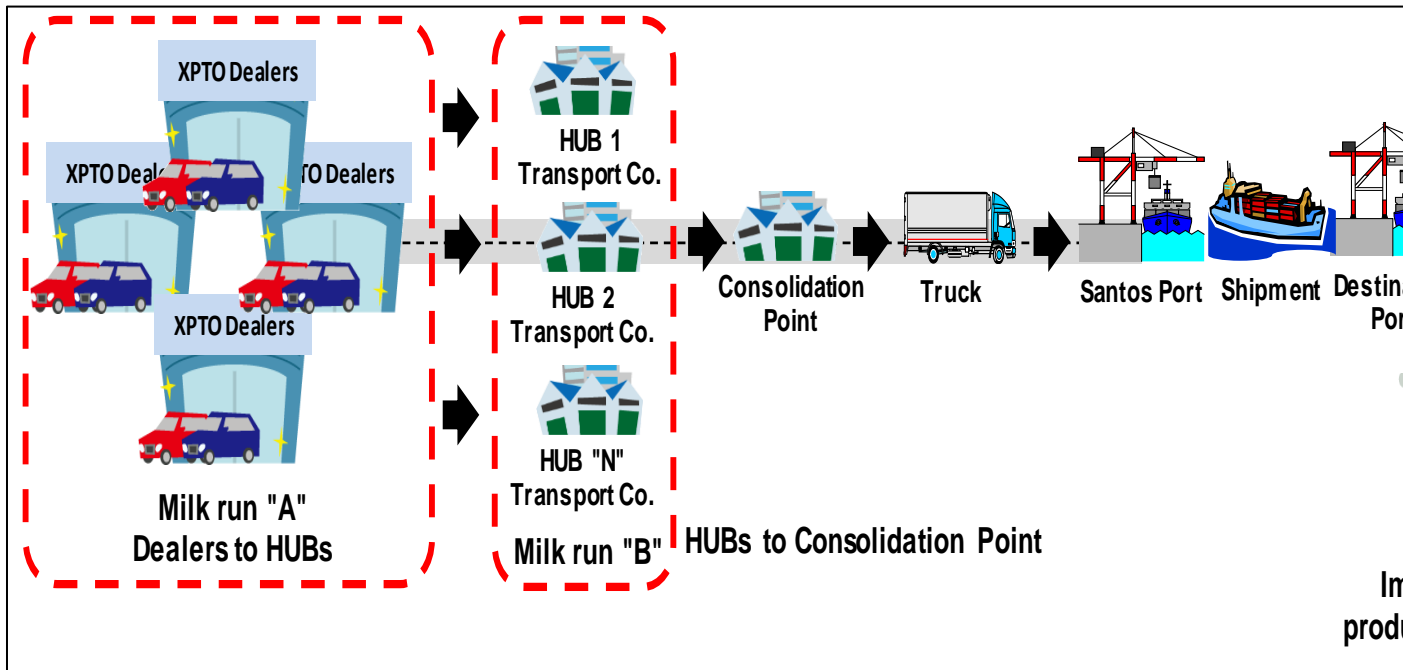 XPTO Dealers
XPTO Dealers
XPTO Dealers
XPTO Dealers
Milk run "A"
Dealers to HUBs
HUB 1
Transport Co.
HUB 2
Transport Co.
HUB "N"
Transport Co.
Milk run "B"
HUBs to Consolidation Point
Consolidation
Point
Truck
Santos Port
Shipment